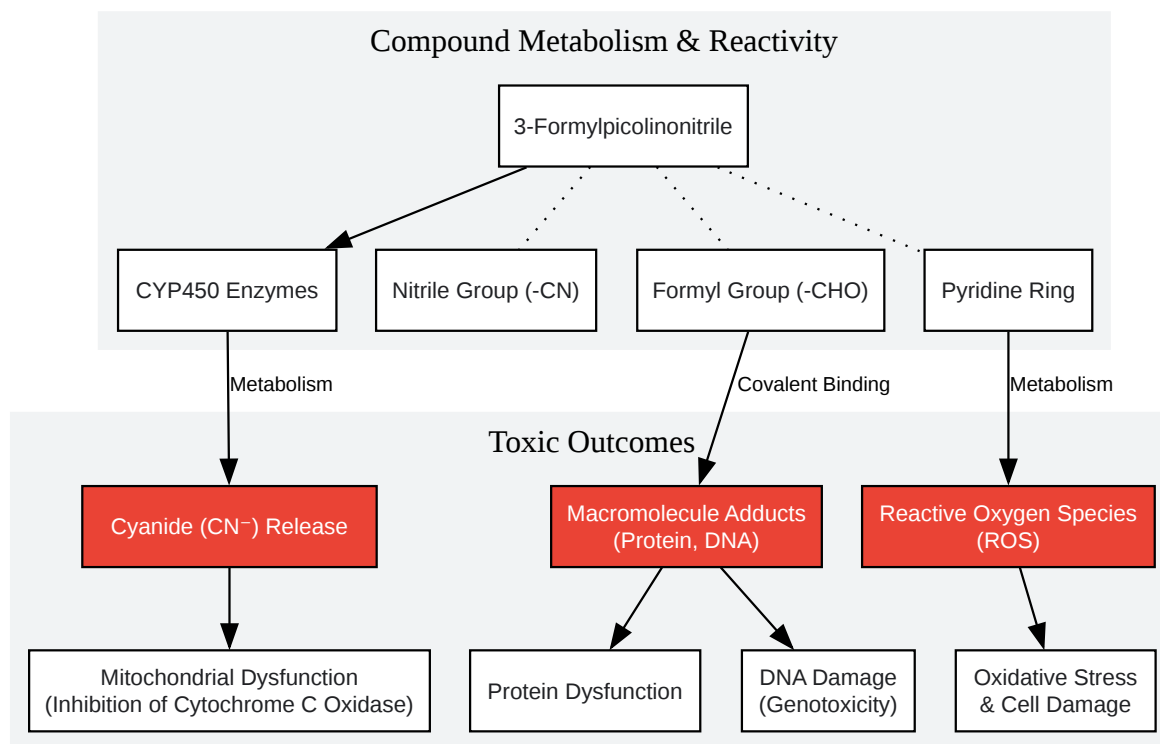 Compound Metabolism & Reactivity
3-Formylpicolinonitrile
CYP450 Enzymes
Nitrile Group (-CN)
Formyl Group (-CHO)
Pyridine Ring
Metabolism
Covalent Binding
Metabolism
Toxic Outcomes
Cyanide (CN⁻) Release
Macromolecule Adducts
(Protein, DNA)
Reactive Oxygen Species
(ROS)
Mitochondrial Dysfunction
(Inhibition of Cytochrome C Oxidase)
Protein Dysfunction
DNA Damage
(Genotoxicity)
Oxidative Stress
& Cell Damage